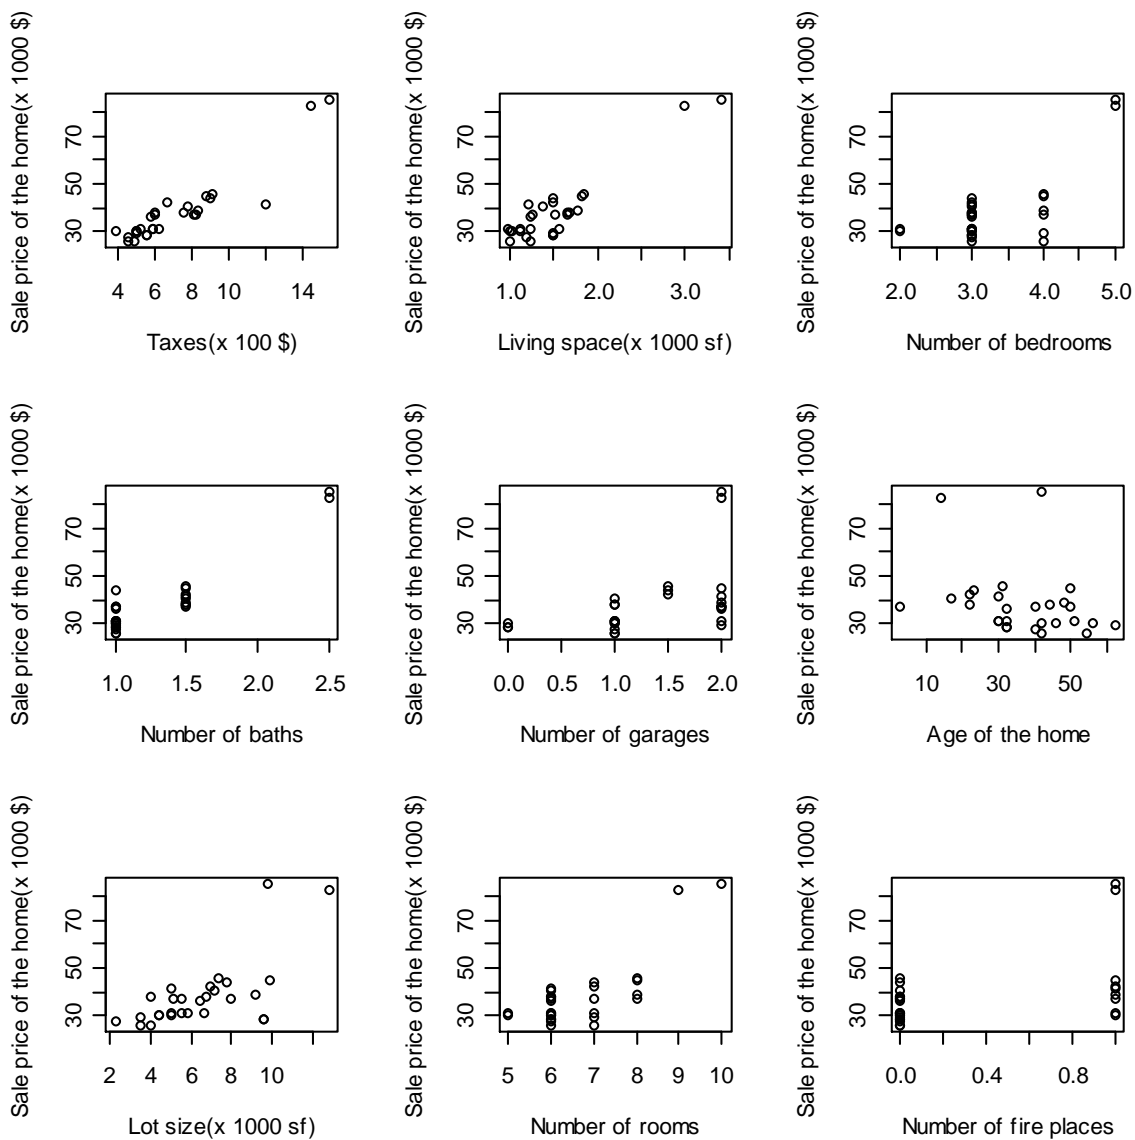 Sale price of the home(x 1000 $)
30 50 70
4 6 8 10 14
Taxes(x 100 $)
Sale price of the home(x 1000 $)
30 50 70
1.0 2.0 3.0
Living space(x 1000 sf)
Sale price of the home(x 1000 $)
30 50 70
2.0 3.0 4.0 5.0
Number of bedrooms
Sale price of the home(x 1000 $)
30 50 70
1.0 1.5 2.0 2.5
Number of baths
Sale price of the home(x 1000 $)
30 50 70
0.0 0.5 1.0 1.5 2.0
Number of garages
Sale price of the home(x 1000 $)
30 50 70
10 30 50
Age of the home
Sale price of the home(x 1000 $)
30 50 70
2 4 6 8 10
Lot size(x 1000 sf)
Sale price of the home(x 1000 $)
30 50 70
5 6 7 8 9 10
Number of rooms
Sale price of the home(x 1000 $)
30 50 70
0.0 0.4 0.8
Number of fire places